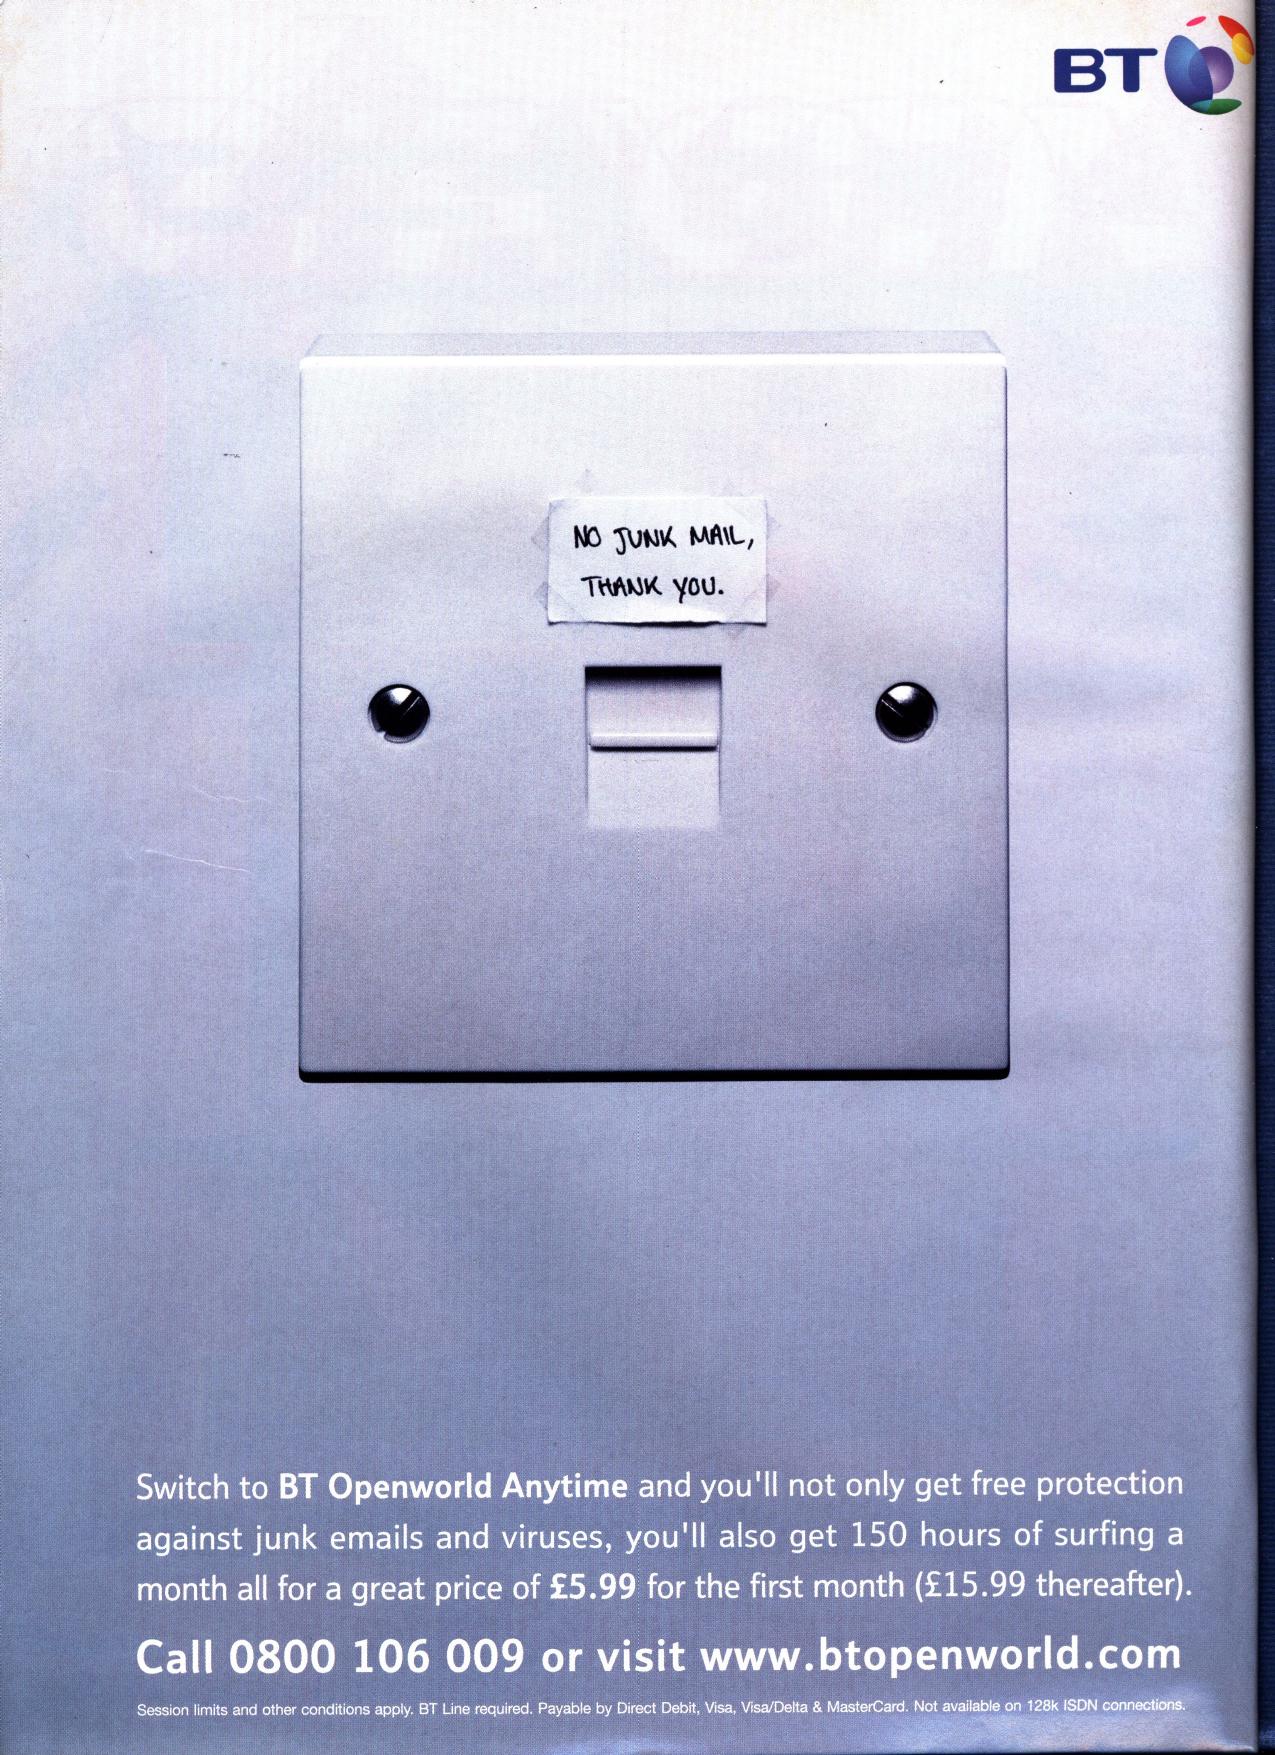 BT
NO JUNK MAIL,
THANK YOU.
Switch to BT Openworld Anytime and you'll not only get free protection
against junk emails and viruses, you'll also get 150 hours of surfing a
month all for a great price of £5.99 for the first month (£15.99 thereafter).
Call 0800 106 009 or visit www.btopenworld.com
Session limits and other conditions apply. BT Line required. Payable by Direct Debit, Visa, Visa/Delta & MasterCard. Not available on 128k ISDN connections.